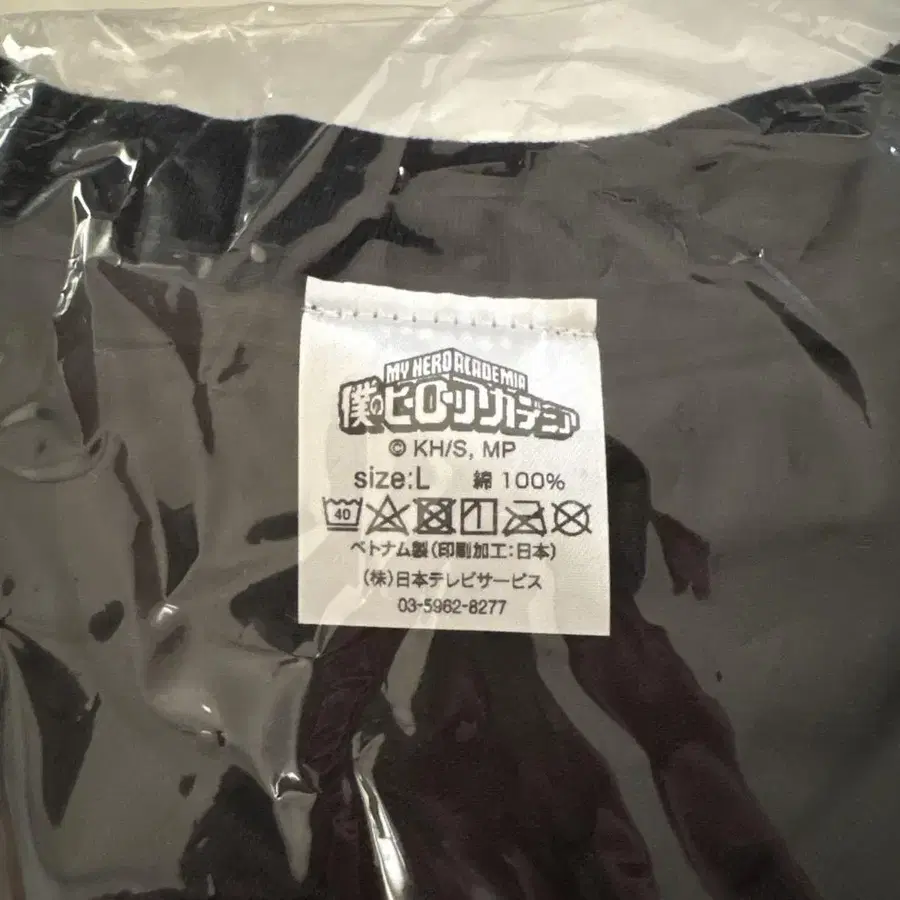 MY HERO ACADEMIA
僕のヒーローアカデミア
© KH/S, MP
size:L 綿 100%
40
ベトナム製(印刷加工:日本)
(株)日本テレビサービス
03-5962-8277